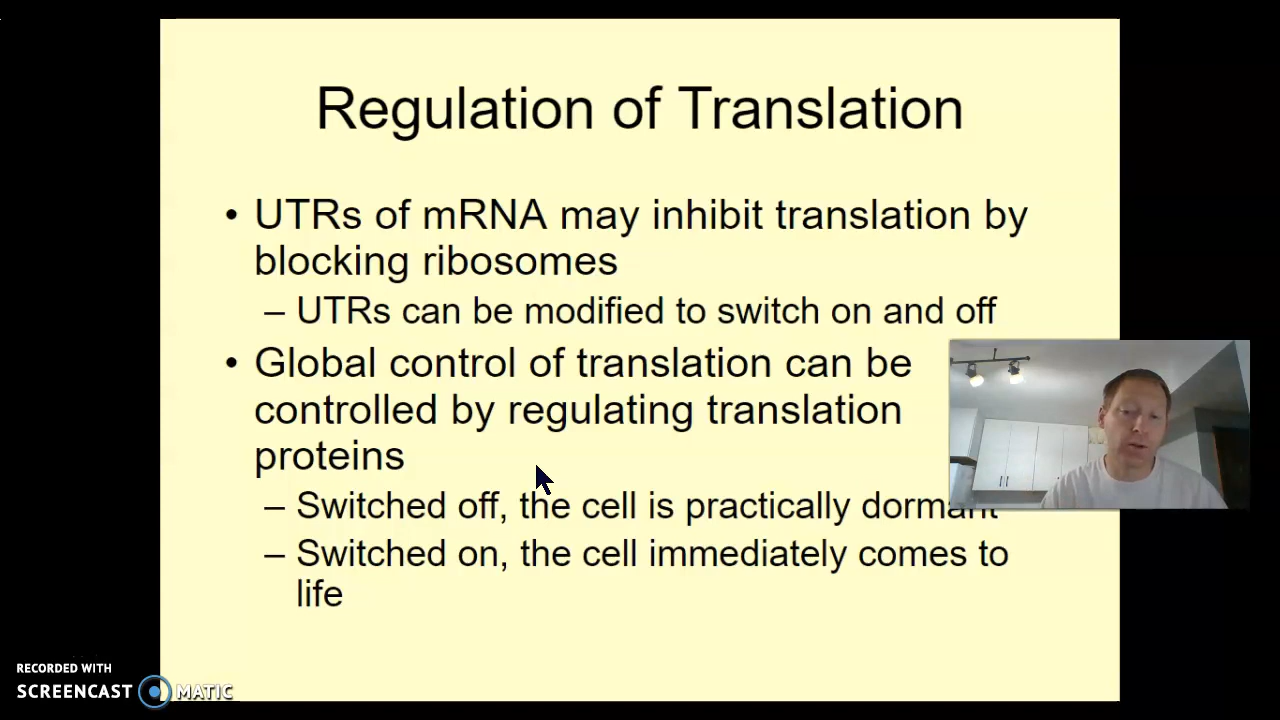 Regulation of Translation
• UTRs of mRNA may inhibit translation by
blocking ribosomes
– UTRs can be modified to switch on and off
• Global control of translation can be
controlled by regulating translation
proteins
– Switched off, the cell is practically dormant
– Switched on, the cell immediately comes to
life
RECORDED WITH
SCREENCAST MATIC